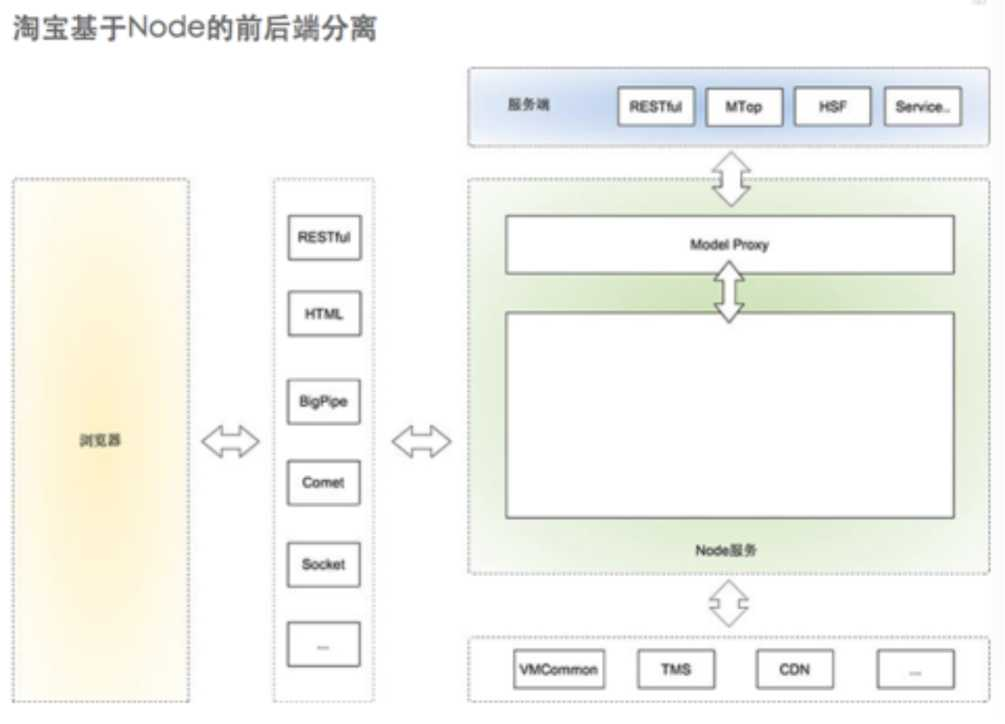 淘宝基于Node的前后端分离
服务端
RESTful
MTop
HSF
Service..
RESTful
HTML
BigPipe
Comet
Socket
...
浏览器
Model Proxy
Node服务
VMCommon
TMS
CDN
...